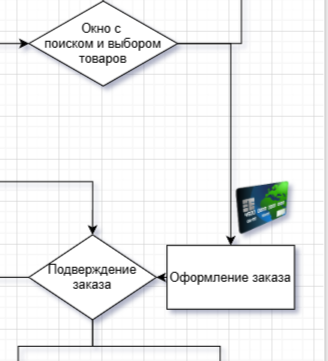 Окно с
поиском и выбором
товаров
Подверждение
заказа
Оформление заказа